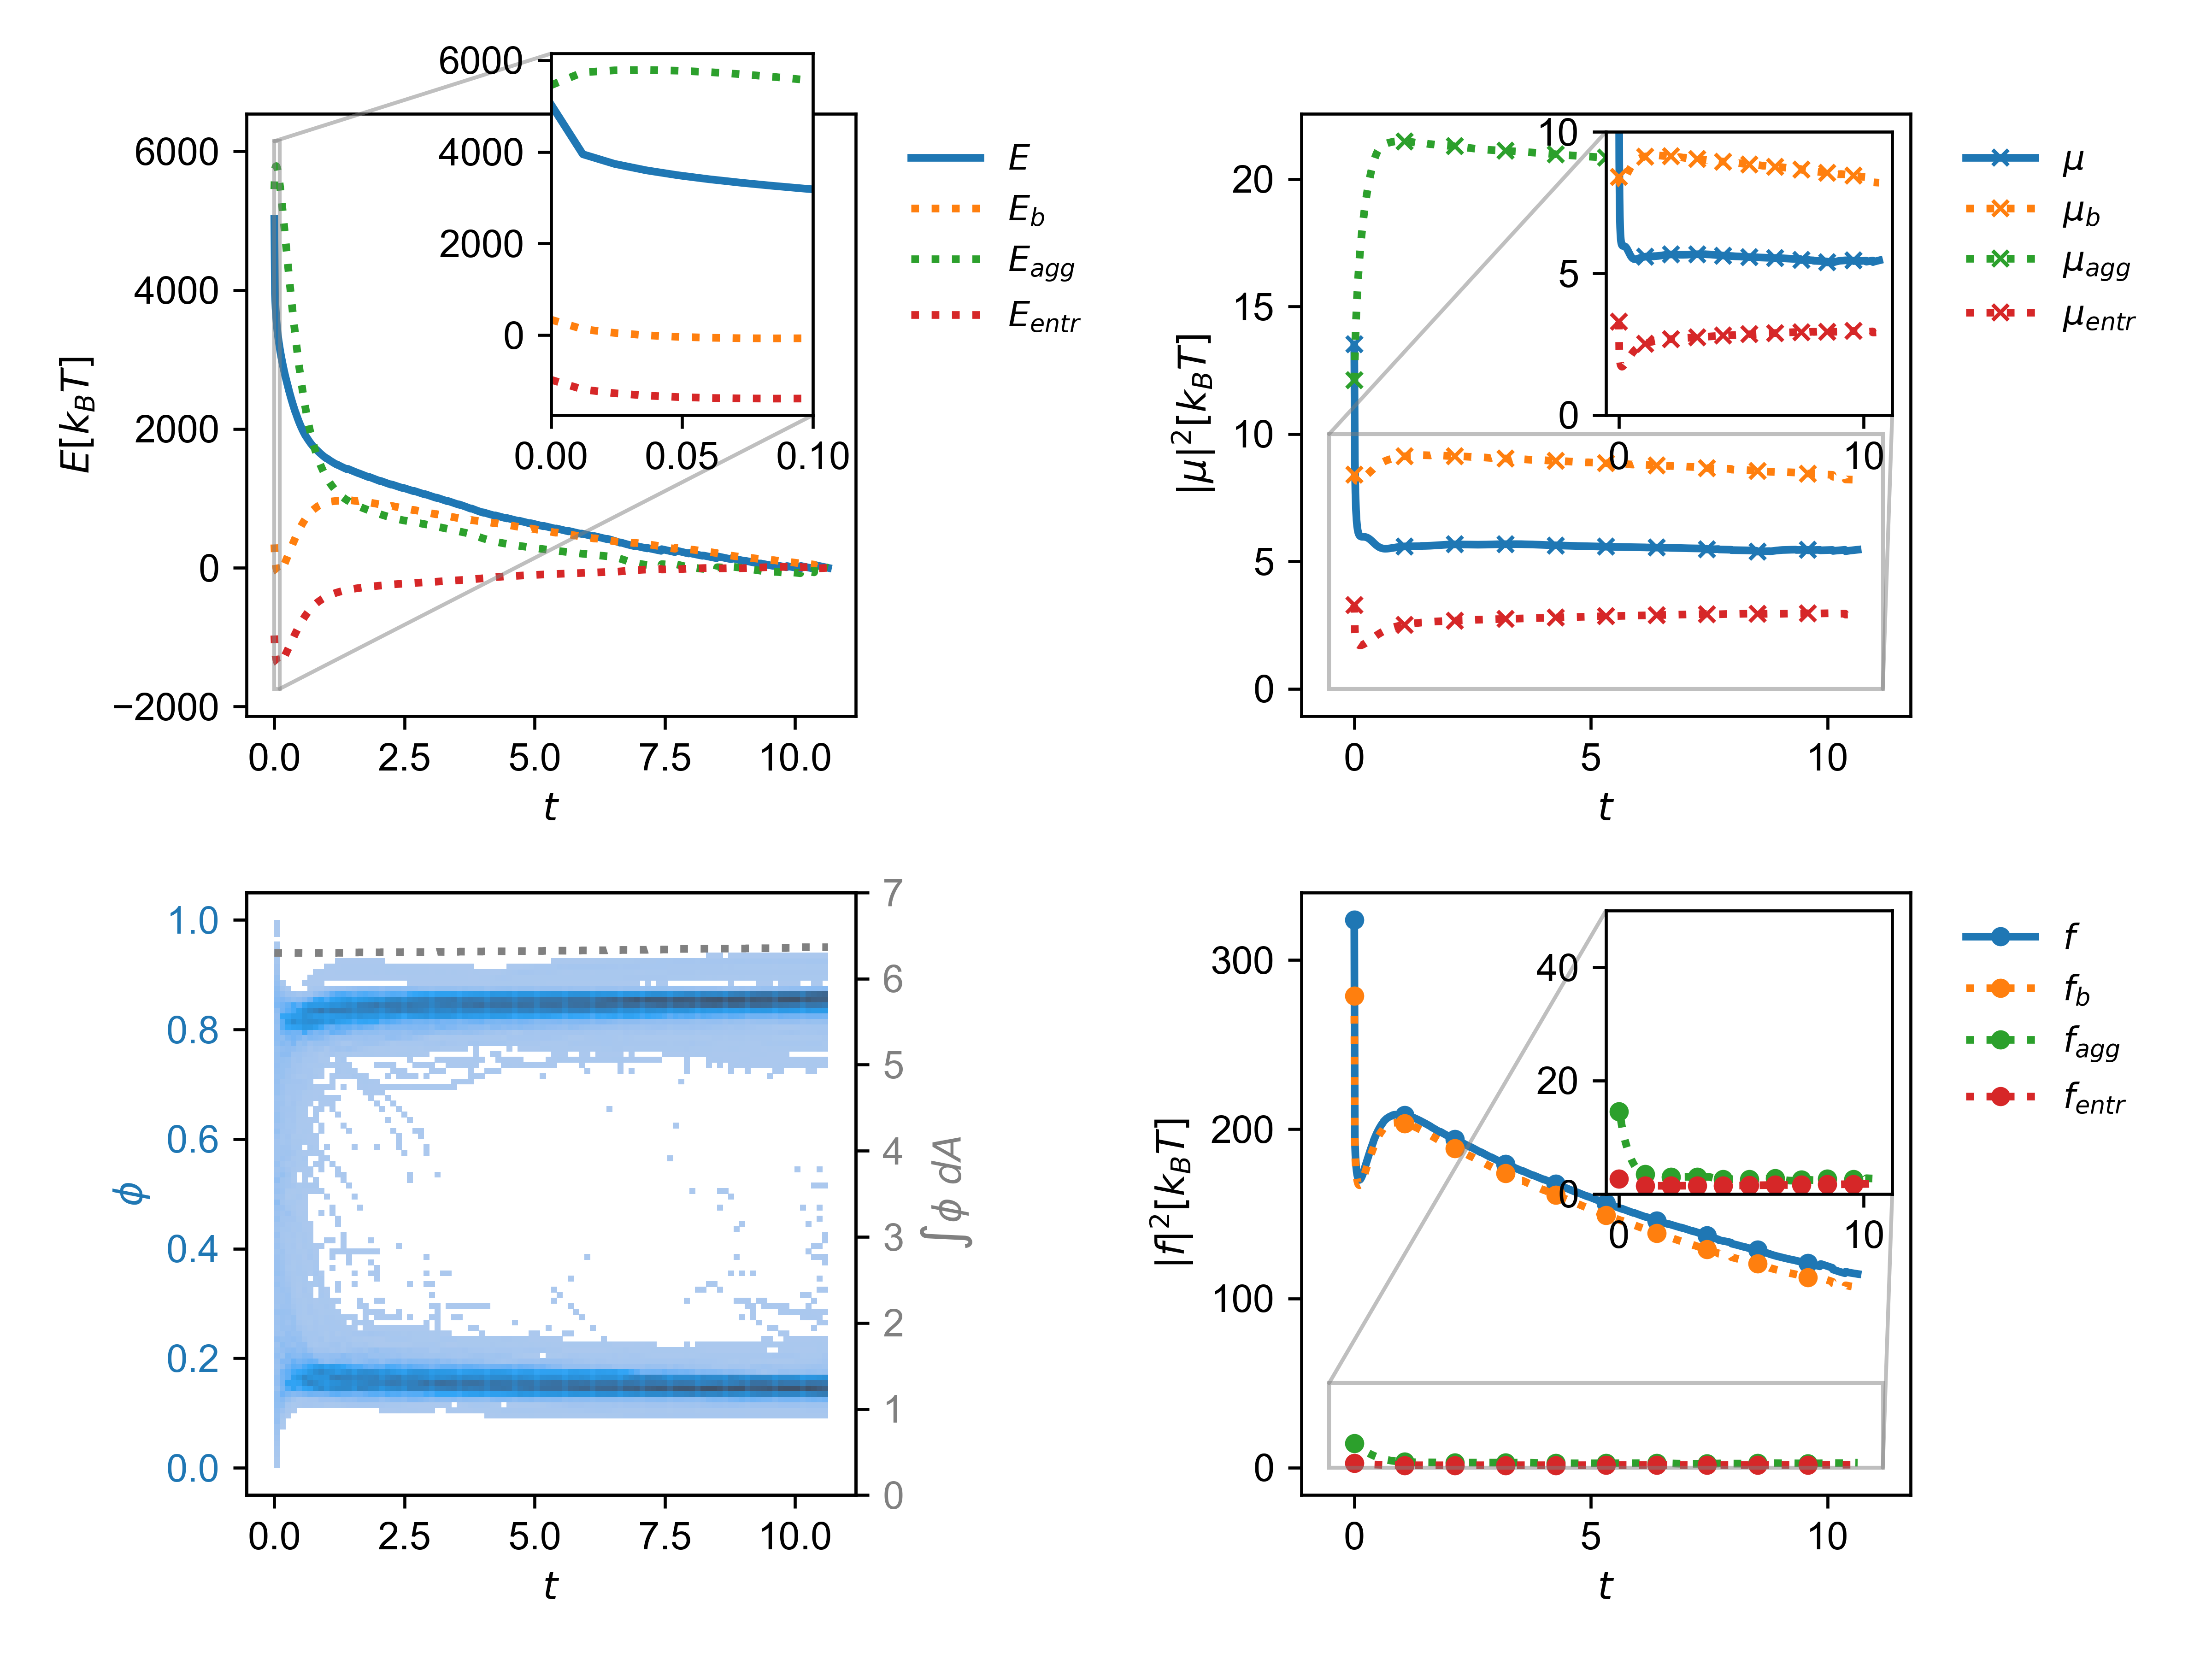 6000
4000
2000
0
−2000
E[k_BT]
0.0 2.5 5.0 7.5 10.0
t
6000
4000
2000
0
0.00 0.05 0.10
E
E_b
E_agg
E_entr
20
15
10
5
0
|μ|²[k_BT]
0 5 10
t
10
5
0
0 10
μ
μ_b
μ_agg
μ_entr
1.0
0.8
0.6
0.4
0.2
0.0
ϕ
0.0 2.5 5.0 7.5 10.0
t
7
6
5
4
3
2
1
0
∫ ϕ dA
300
200
100
0
|f|²[k_BT]
0 5 10
t
40
20
0
0 10
f
f_b
f_agg
f_entr